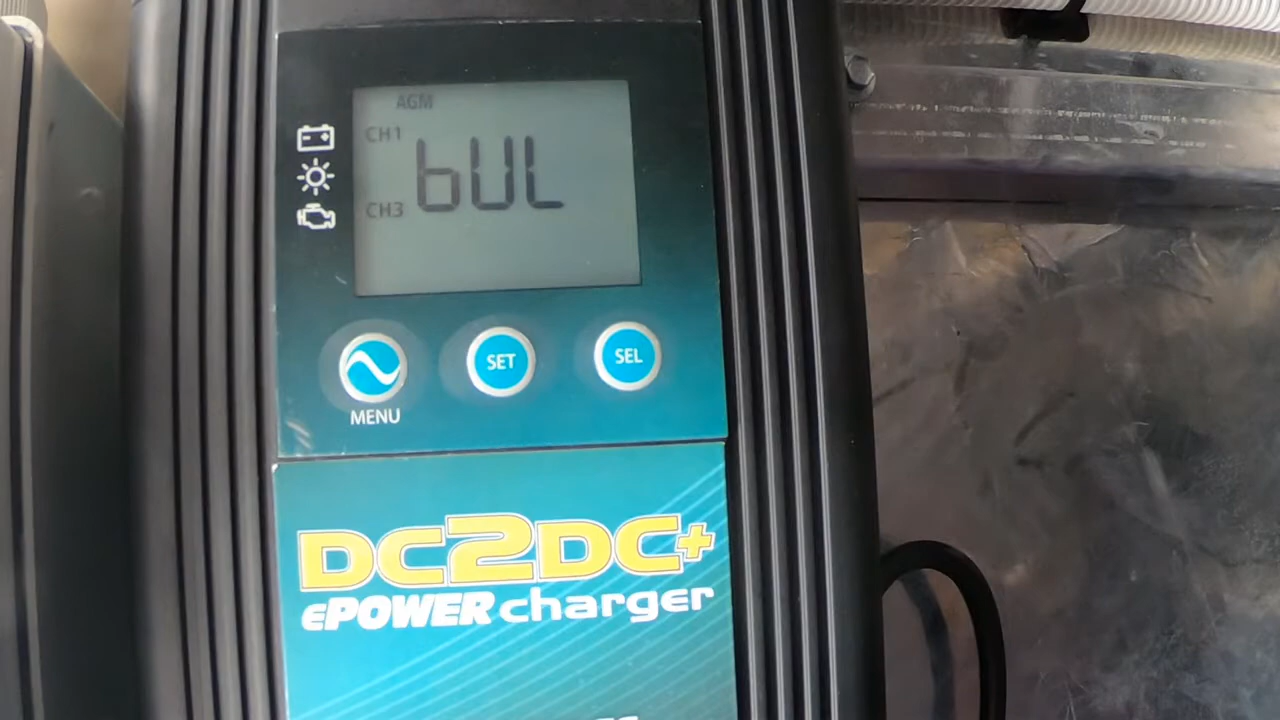 AGM
CH1
bUL
CH3
SET
SEL
MENU
DC2DC+
ePOWER charger